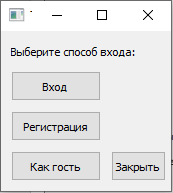 Выберите способ входа:
Вход
Регистрация
Как гость Закрыть